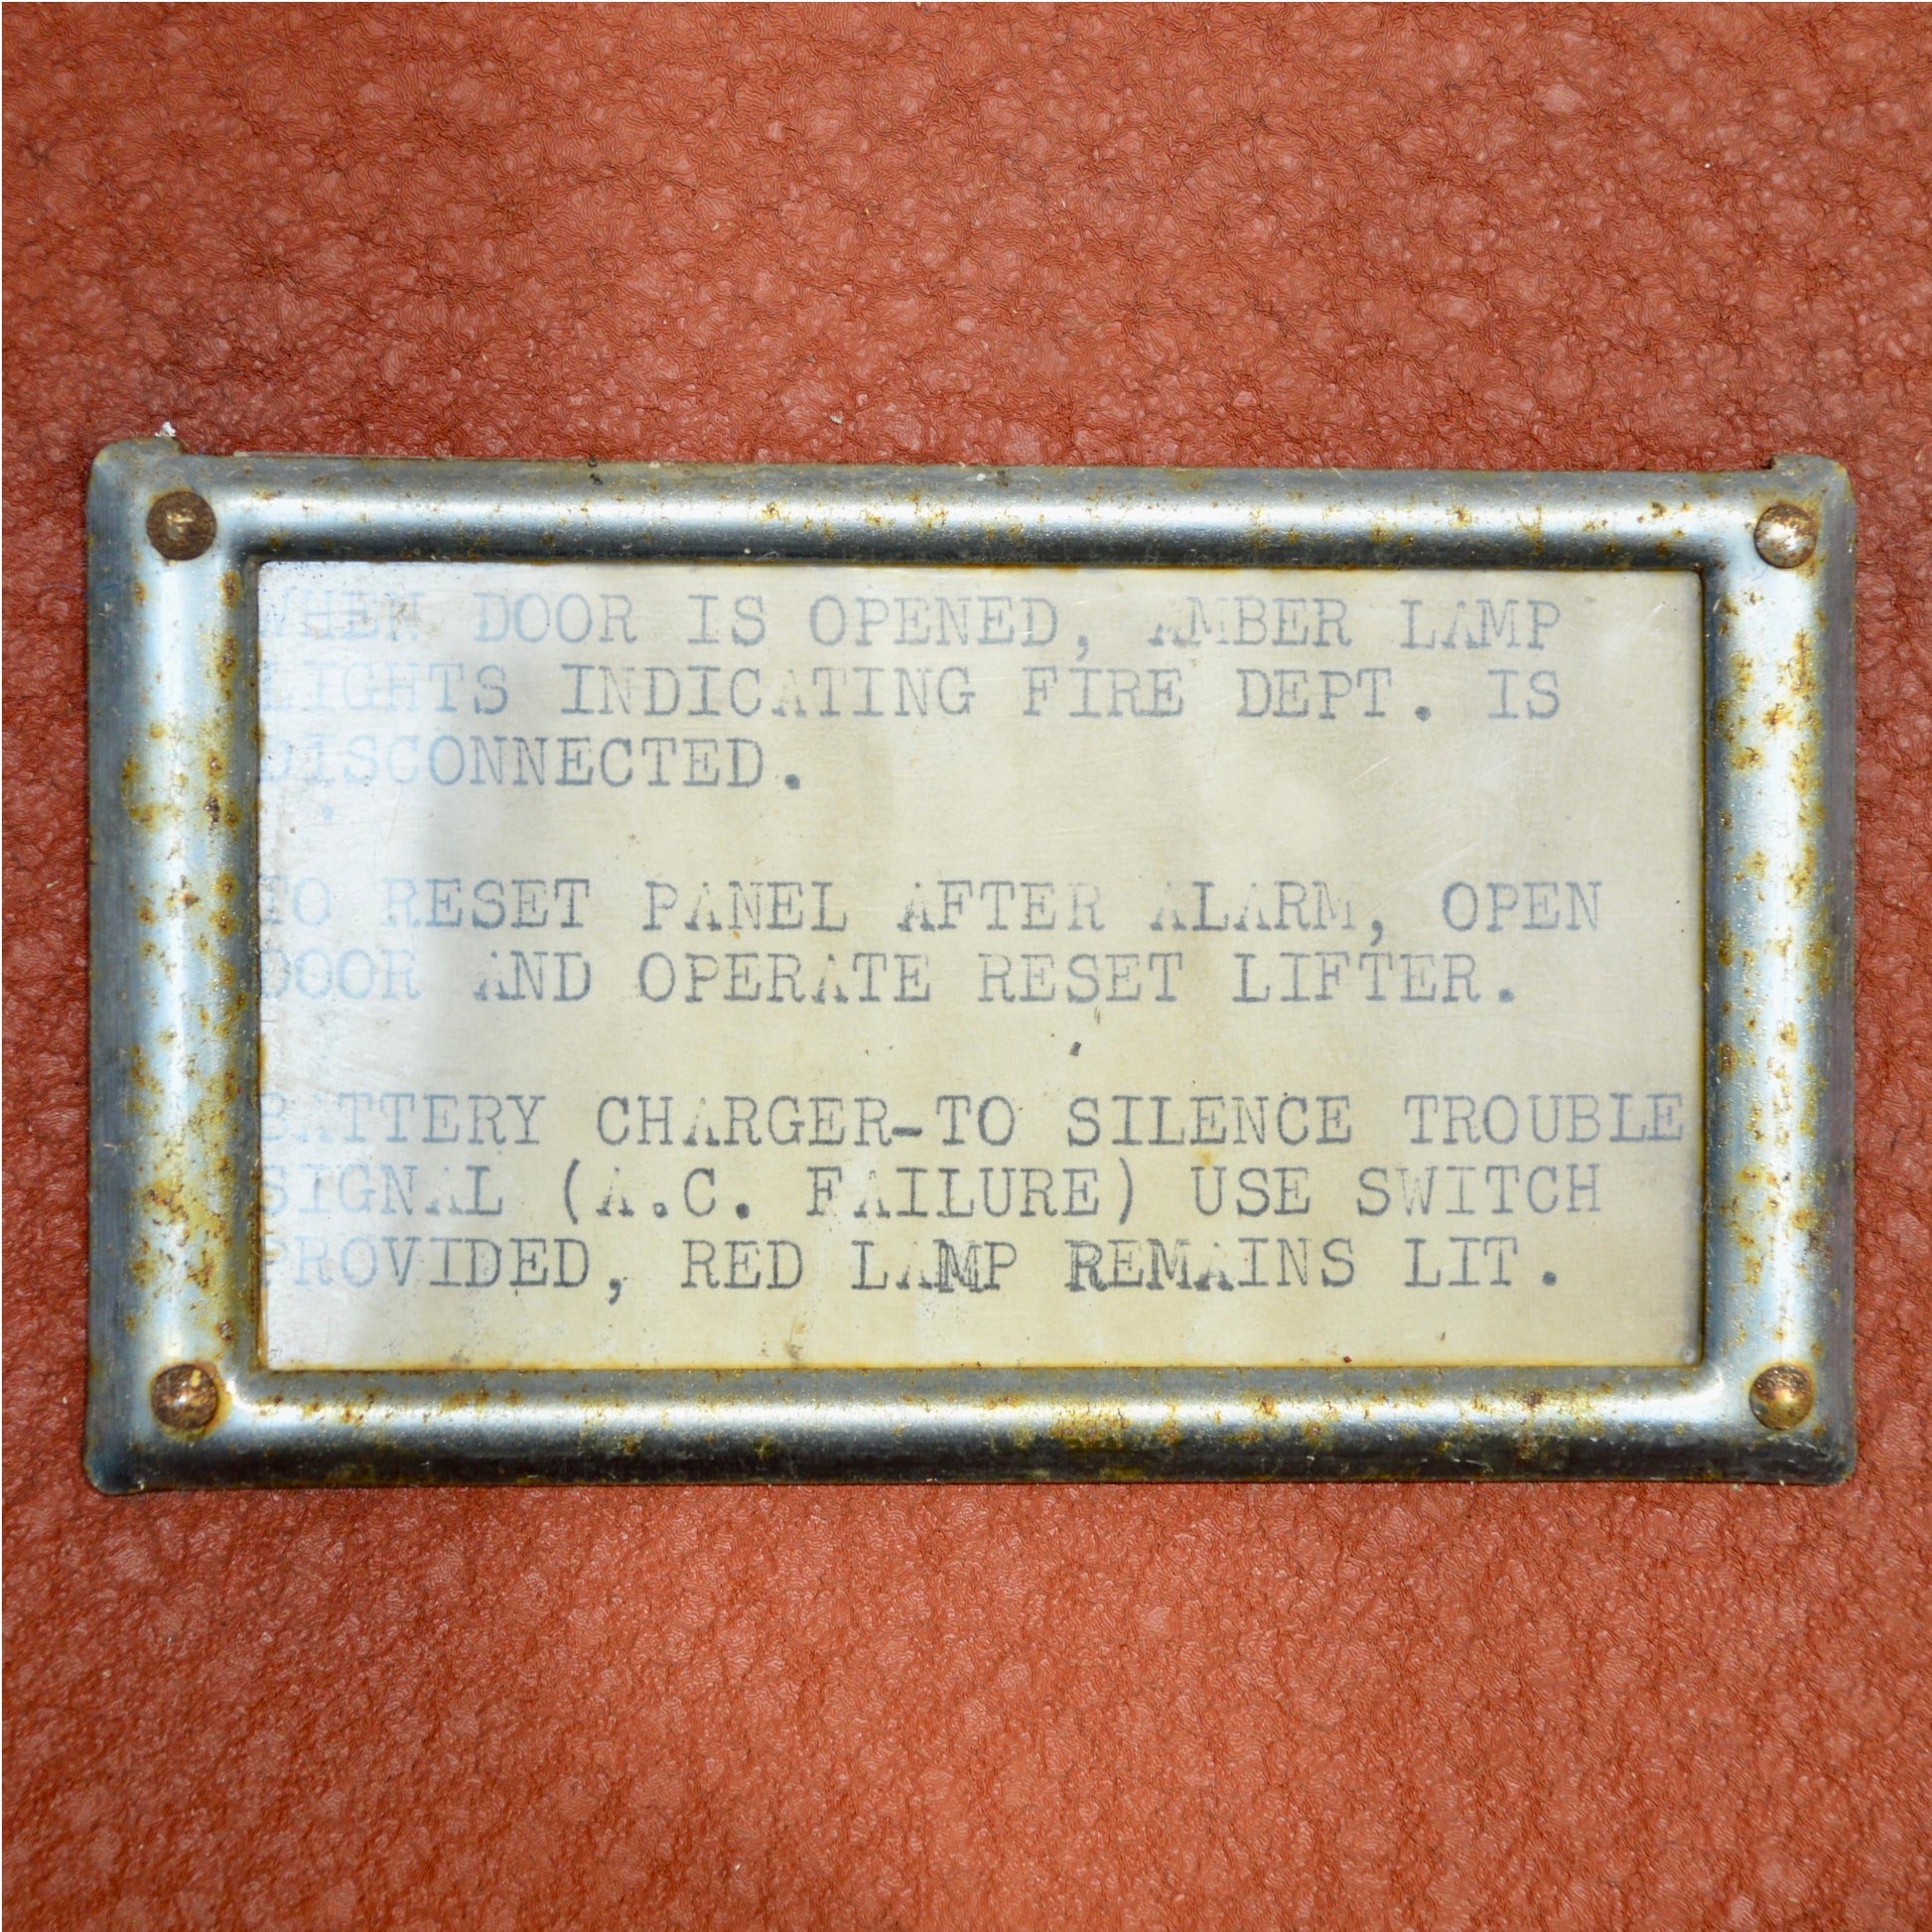 WHEN DOOR IS OPENED, AMBER LAMP
LIGHTS INDICATING FIRE DEPT. IS
DISCONNECTED.
TO RESET PANEL AFTER ALARM, OPEN
DOOR AND OPERATE RESET LIFTER.
BATTERY CHARGER-TO SILENCE TROUBLE
SIGNAL (A.C. FAILURE) USE SWITCH
PROVIDED, RED LAMP REMAINS LIT.